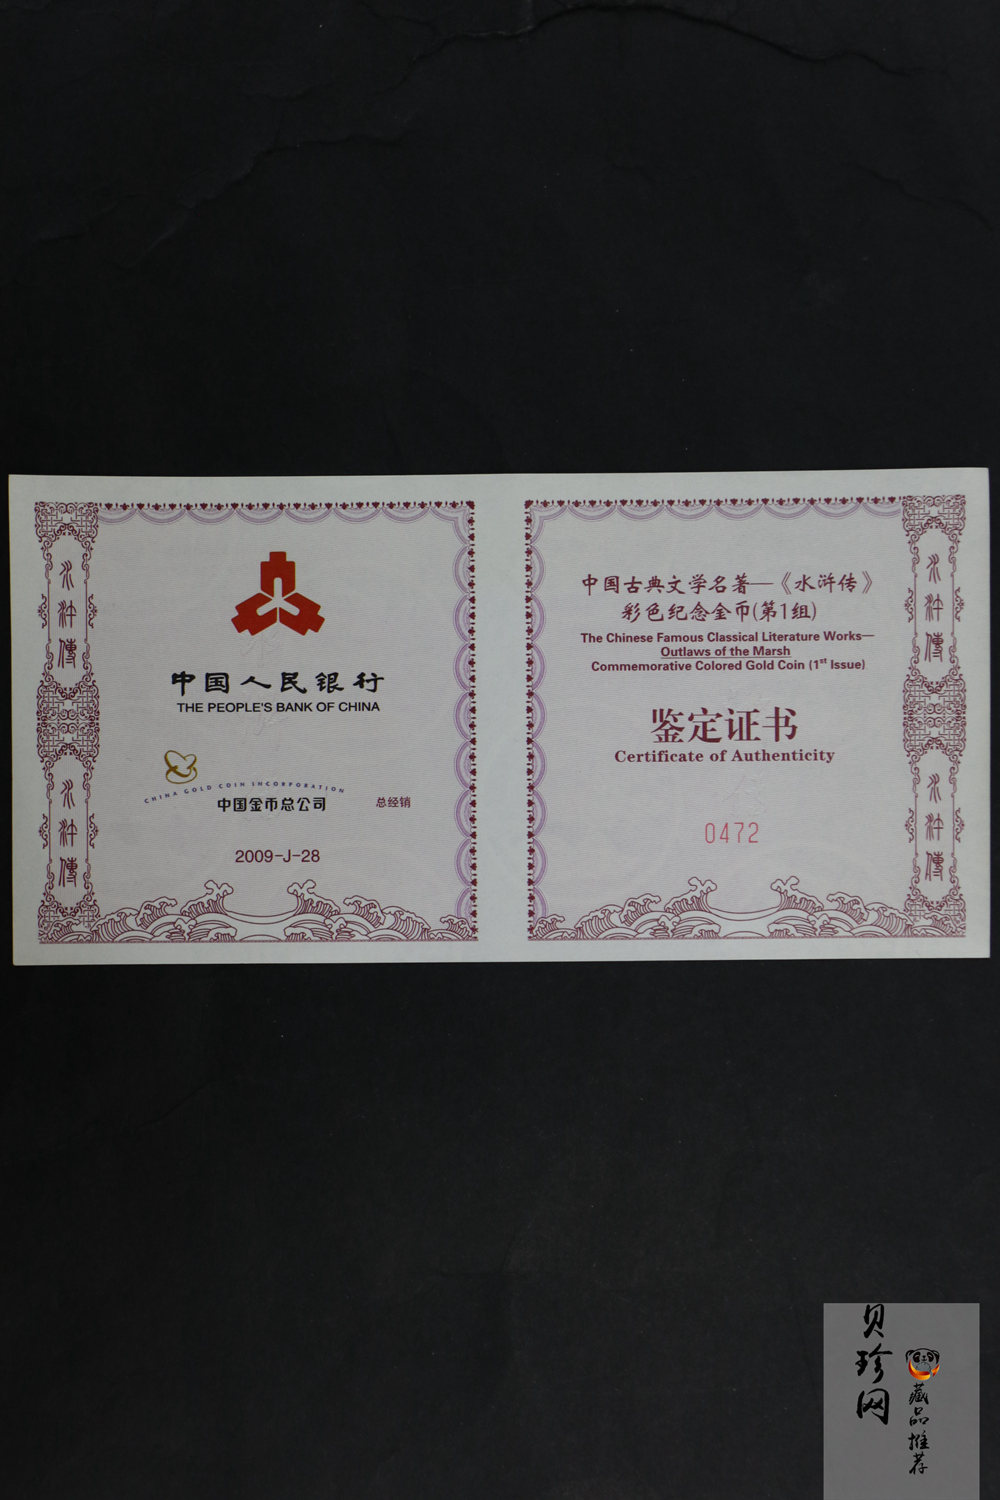 水浒傳
水浒傳
中国人民银行
THE PEOPLE'S BANK OF CHINA
CHINA GOLD COIN INCORPORATION
中国金币总公司 总经销
2009-J-28
中国古典文学名著—《水浒传》
彩色纪念金币(第1组)
The Chinese Famous Classical Literature Works—
Outlaws of the Marsh
Commemorative Colored Gold Coin (1st Issue)
鉴定证书
Certificate of Authenticity
0472
水浒傳
水浒傳
贝珍网
藏品推荐